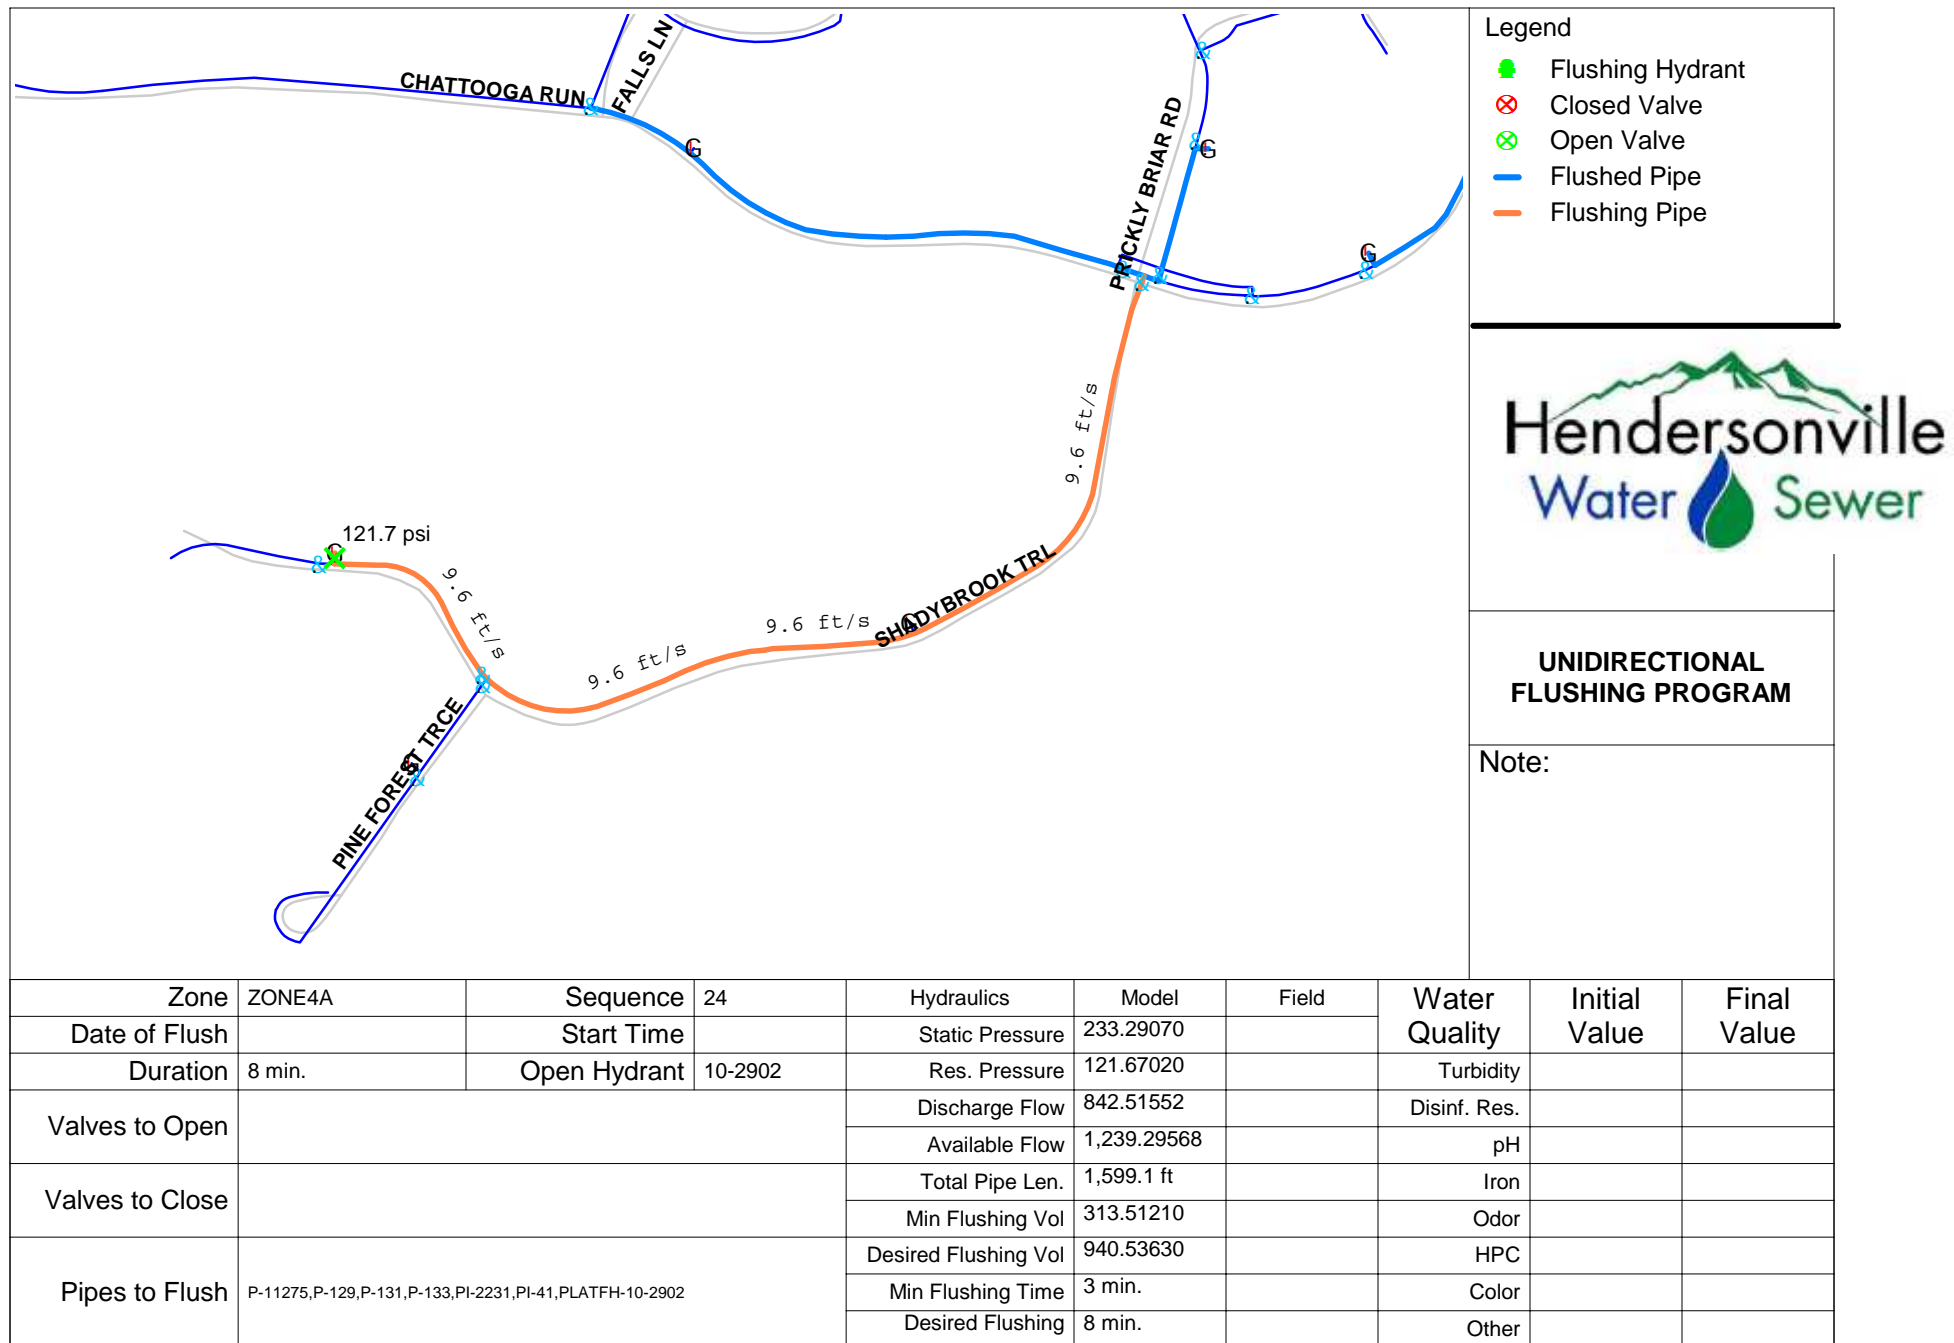 Legend
Flushing Hydrant
Closed Valve
Open Valve
Flushed Pipe
Flushing Pipe
CHATTOOGA RUN
FALLS LN
PRICKLY BRIAR RD
SHADYBROOK TRL
PINE FOREST TRCE
121.7 psi
9.6 ft/s
9.6 ft/s
9.6 ft/s
9.6 ft/s
G
G
G
G
G
G
&
&
&
&
&
&
&
&
&
&
&
Hendersonville
Water Sewer
UNIDIRECTIONAL
FLUSHING PROGRAM
Note:
Zone ZONE4A Sequence 24 Hydraulics Model Field Water Quality Initial Value Final Value
Date of Flush Start Time Static Pressure 233.29070
Duration 8 min. Open Hydrant 10-2902 Res. Pressure 121.67020 Turbidity
Valves to Open Discharge Flow 842.51552 Disinf. Res.
Available Flow 1,239.29568 pH
Valves to Close Total Pipe Len. 1,599.1 ft Iron
Min Flushing Vol 313.51210 Odor
Desired Flushing Vol 940.53630 HPC
Pipes to Flush P-11275,P-129,P-131,P-133,PI-2231,PI-41,PLATFH-10-2902 Min Flushing Time 3 min. Color
Desired Flushing 8 min. Other